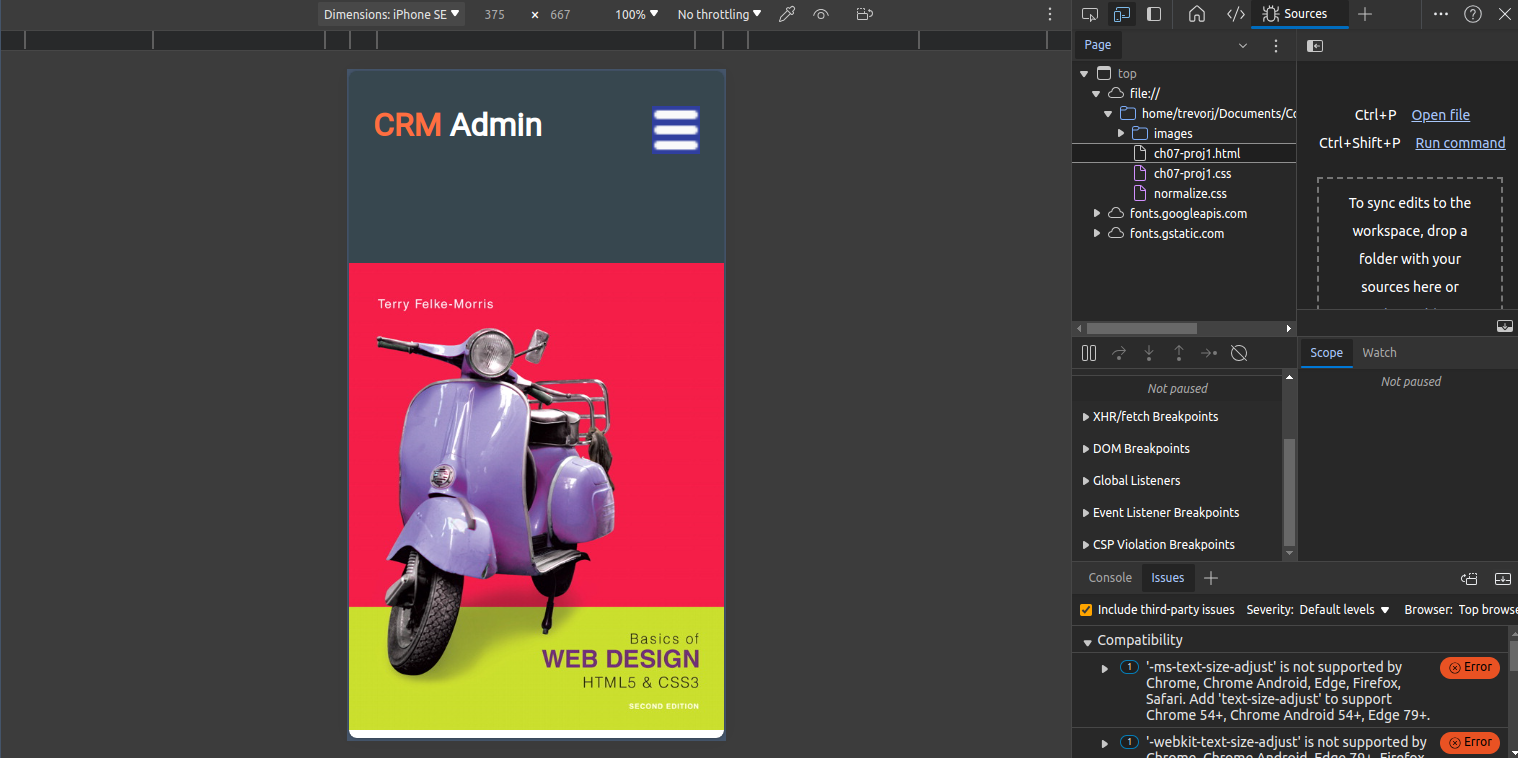 Dimensions: iPhone SE 375 × 667 100% No throttling
Sources
Page
top
file://
home/trevorj/Documents/Cc
images
ch07-proj1.html
ch07-proj1.css
normalize.css
fonts.googleapis.com
fonts.gstatic.com
Ctrl+P Open file
Ctrl+Shift+P Run command
To sync edits to the
workspace, drop a
folder with your
sources here or
CRM Admin
Terry Felke-Morris
Basics of
WEB DESIGN
HTML5 & CSS3
SECOND EDITION
Not paused
XHR/fetch Breakpoints
DOM Breakpoints
Global Listeners
Event Listener Breakpoints
CSP Violation Breakpoints
Scope Watch
Not paused
Console Issues
Include third-party issues Severity: Default levels Browser: Top browse
Compatibility
1 '-ms-text-size-adjust' is not supported by Error
Chrome, Chrome Android, Edge, Firefox,
Safari. Add 'text-size-adjust' to support
Chrome 54+, Chrome Android 54+, Edge 79+.
1 '-webkit-text-size-adjust' is not supported by Error
Chrome, Chrome Android, Edge 79+, Firefox